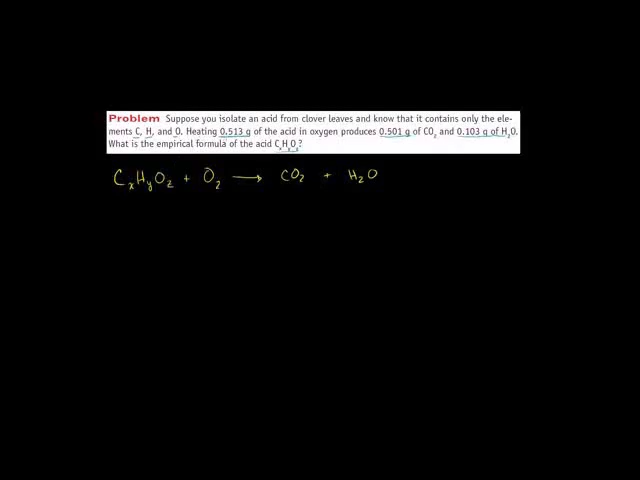 Problem Suppose you isolate an acid from clover leaves and know that it contains only the ele-
ments C, H, and O. Heating 0.513 g of the acid in oxygen produces 0.501 g of CO₂ and 0.103 g of H₂O.
What is the empirical formula of the acid CₓHᵧO_z?
CₓHᵧO_z + O₂ → CO₂ + H₂O